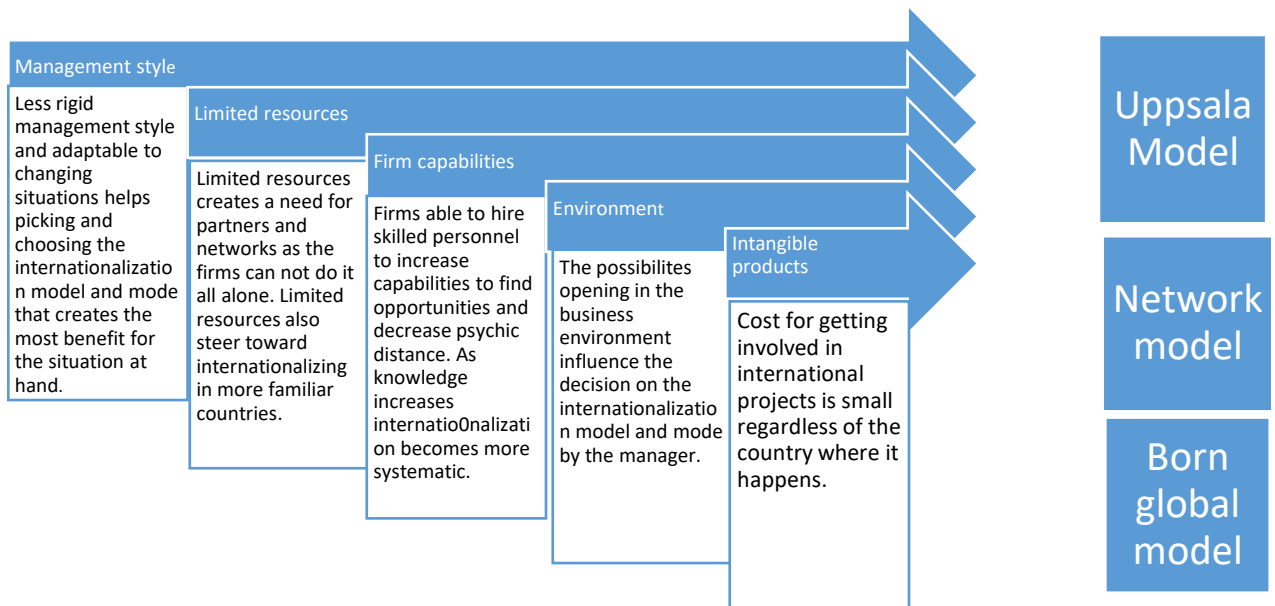 Management style
Less rigid
management style
and adaptable to
changing
situations helps
picking and
choosing the
internationalizatio
n model and mode
that creates the
most benefit for
the situation at
hand.
Limited resources
Limited resources
creates a need for
partners and
networks as the
firms can not do it
all alone. Limited
resources also
steer toward
internationalizing
in more familiar
countries.
Firm capabilities
Firms able to hire
skilled personnel
to increase
capabilities to find
opportunities and
decrease psychic
distance. As
knowledge
increases
internatio0nalizati
on becomes more
systematic.
Environment
The possibilites
opening in the
business
environment
influence the
decision on the
internationalizatio
n model and mode
by the manager.
Intangible
products
Cost for getting
involved in
international
projects is small
regardless of the
country where it
happens.
Uppsala
Model
Network
model
Born
global
model